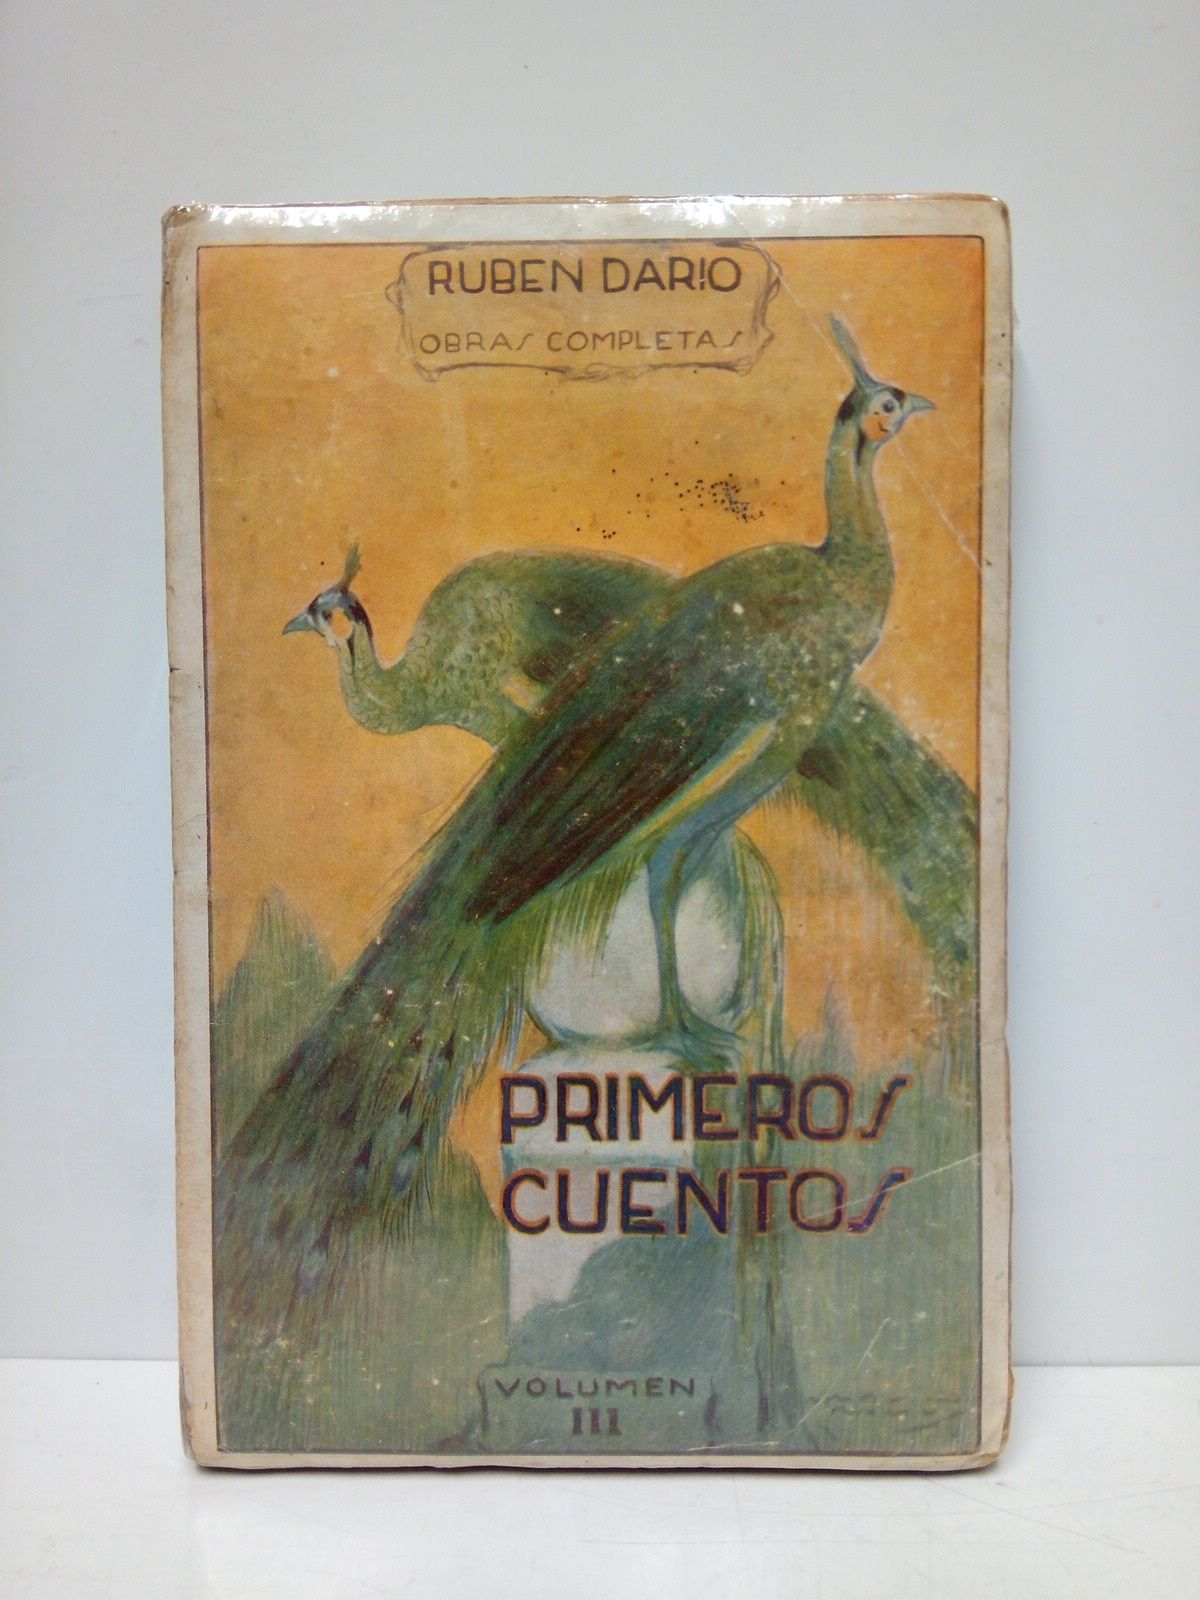 RUBEN DARIO
OBRAS COMPLETAS
PRIMEROS
CUENTOS
VOLUMEN
III